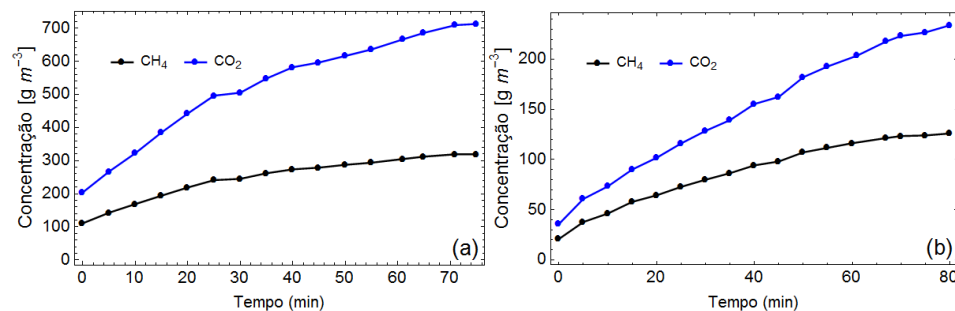 Concentração [g m⁻³]
700
600
500
400
300
200
100
0
CH₄ CO₂
(a)
0 10 20 30 40 50 60 70
Tempo (min)
Concentração [g m⁻³]
200
150
100
50
0
CH₄ CO₂
(b)
0 20 40 60 80
Tempo (min)